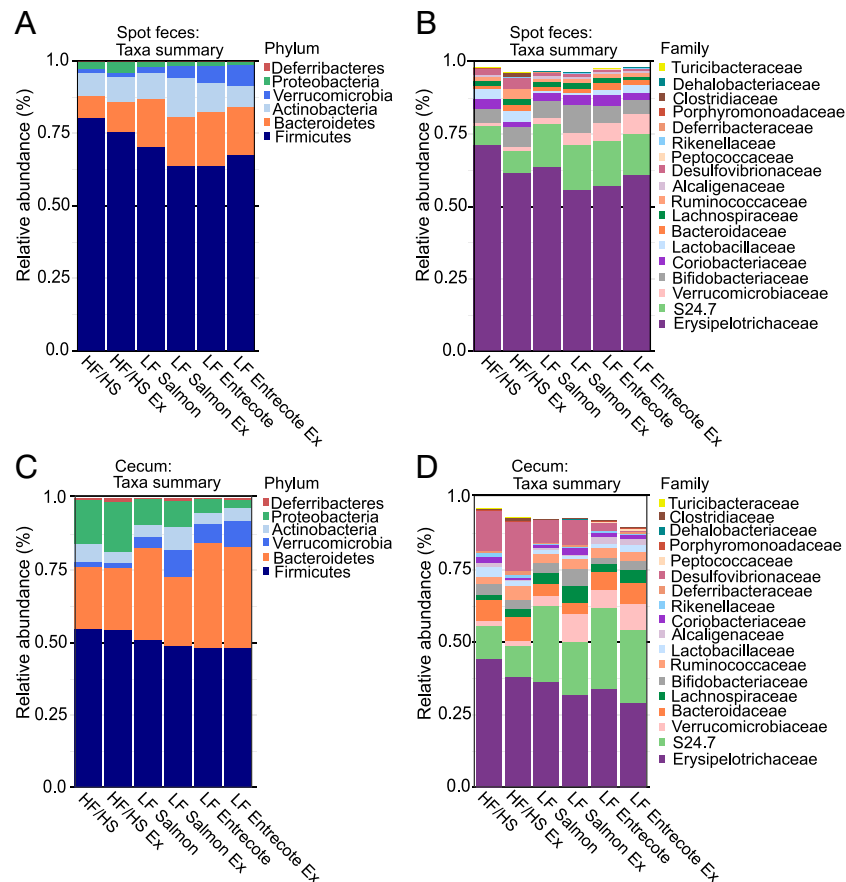 A
Spot feces:
Taxa summary
Relative abundance (%)
1.0
0.75
0.50
0.25
0.0
HF/HS
HF/HS Ex
LF Salmon
LF Salmon Ex
LF Entrecote
LF Entrecote Ex
Phylum
Deferribacteres
Proteobacteria
Verrucomicrobia
Actinobacteria
Bacteroidetes
Firmicutes
B
Spot feces:
Taxa summary
Relative abundance (%)
1.0
0.75
0.50
0.25
0.0
HF/HS
HF/HS Ex
LF Salmon
LF Salmon Ex
LF Entrecote
LF Entrecote Ex
Family
Turicibacteraceae
Dehalobacteriaceae
Clostridiaceae
Porphyromonoadaceae
Deferribacteraceae
Rikenellaceae
Peptococcaceae
Desulfovibrionaceae
Alcaligenaceae
Ruminococcaceae
Lachnospiraceae
Bacteroidaceae
Lactobacillaceae
Coriobacteriaceae
Bifidobacteriaceae
Verrucomicrobiaceae
S24.7
Erysipelotrichaceae
C
Cecum:
Taxa summary
Relative abundance (%)
1.0
0.75
0.50
0.25
0.0
HF/HS
HF/HS Ex
LF Salmon
LF Salmon Ex
LF Entrecote
LF Entrecote Ex
Phylum
Deferribacteres
Proteobacteria
Actinobacteria
Verrucomicrobia
Bacteroidetes
Firmicutes
D
Cecum:
Taxa summary
Relative abundance (%)
1.0
0.75
0.50
0.25
0.0
HF/HS
HF/HS Ex
LF Salmon
LF Salmon Ex
LF Entrecote
LF Entrecote Ex
Family
Turicibacteraceae
Clostridiaceae
Dehalobacteriaceae
Porphyromonoadaceae
Peptococcaceae
Desulfovibrionaceae
Deferribacteraceae
Rikenellaceae
Coriobacteriaceae
Alcaligenaceae
Lactobacillaceae
Ruminococcaceae
Bifidobacteriaceae
Lachnospiraceae
Bacteroidaceae
Verrucomicrobiaceae
S24.7
Erysipelotrichaceae